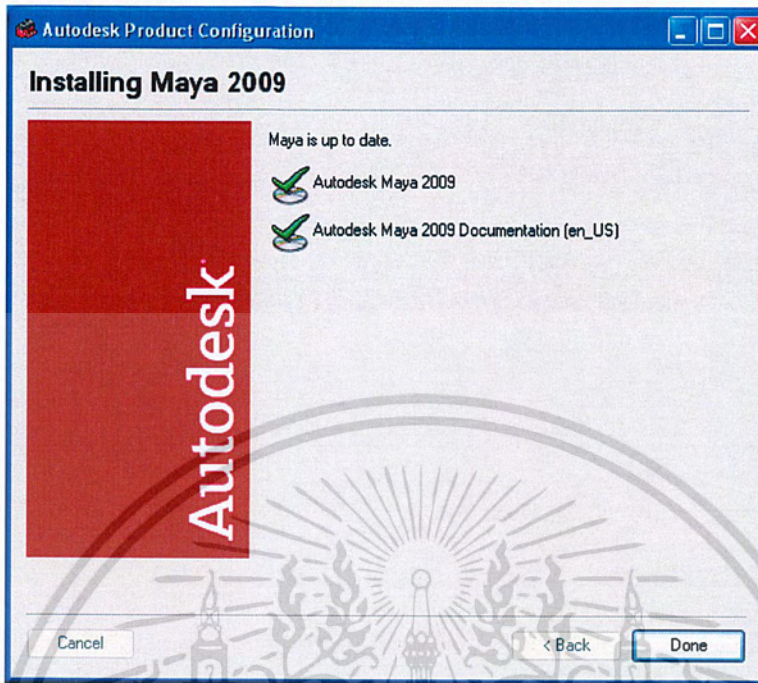 Autodesk Product Configuration
Installing Maya 2009
Maya is up to date.
Autodesk Maya 2009
Autodesk Maya 2009 Documentation (en_US)
Autodesk
Cancel
< Back
Done